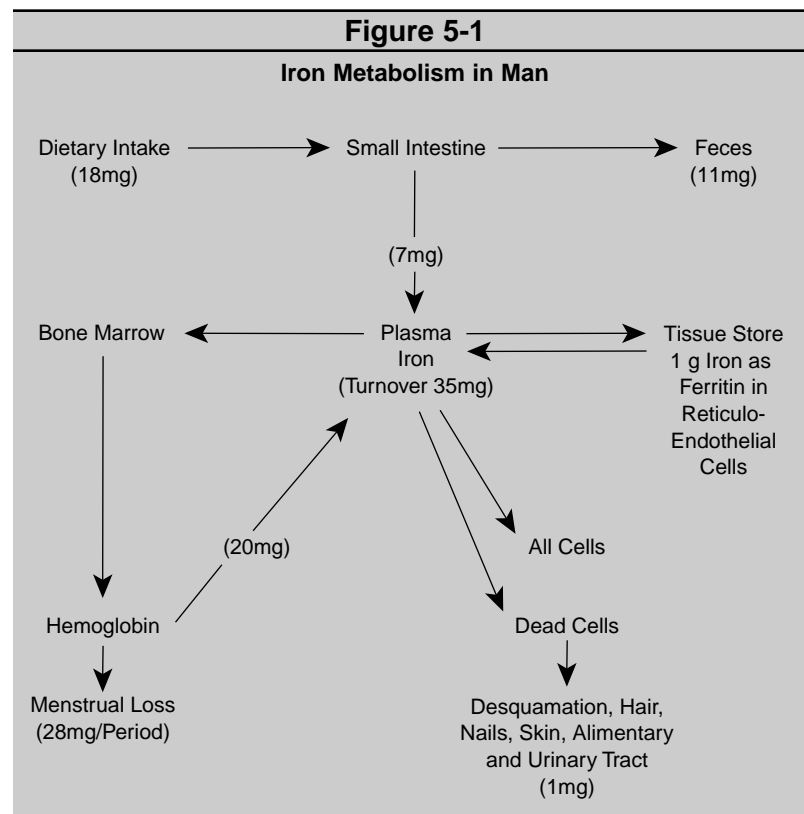 Figure 5-1
Iron Metabolism in Man
Dietary Intake
(18mg)
Small Intestine
Feces
(11mg)
(7mg)
Bone Marrow
Plasma
Iron
(Turnover 35mg)
Tissue Store
1 g Iron as
Ferritin in
Reticulo-
Endothelial
Cells
(20mg)
All Cells
Hemoglobin
Dead Cells
Menstrual Loss
(28mg/Period)
Desquamation, Hair,
Nails, Skin, Alimentary
and Urinary Tract
(1mg)